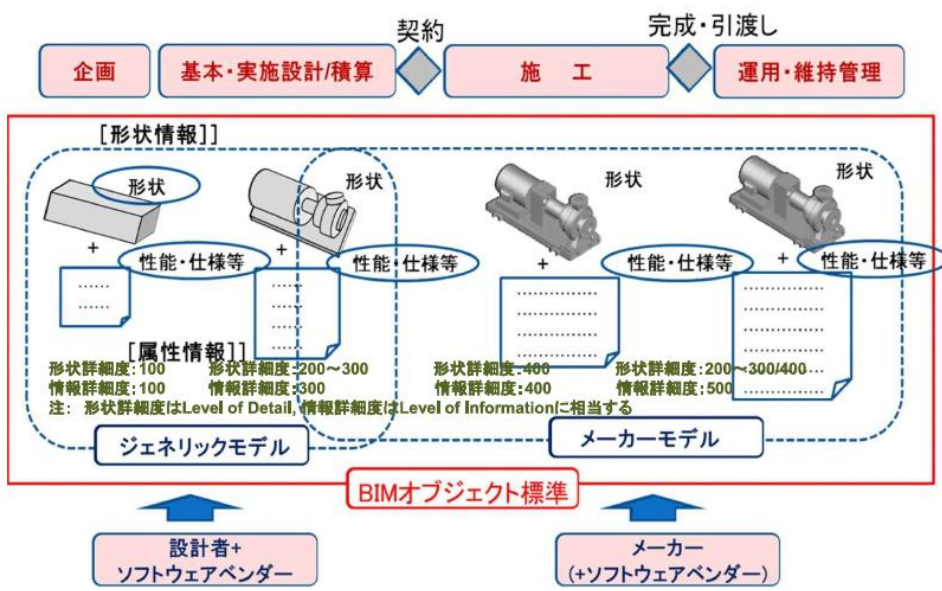 契約
完成・引渡し
企画
基本・実施設計/積算
施 工
運用・維持管理
[形状情報]]
形状
形状
形状
形状
+
+
+
+
性能・仕様等
性能・仕様等
性能・仕様等
性能・仕様等
[属性情報]]
形状詳細度:100
形状詳細度:200～300
形状詳細度:400
形状詳細度:200～300/400
情報詳細度:100
情報詳細度:300
情報詳細度:400
情報詳細度:500
注: 形状詳細度はLevel of Detail, 情報詳細度はLevel of Informationに相当する
ジェネリックモデル
メーカーモデル
BIMオブジェクト標準
設計者+
ソフトウェアベンダー
メーカー
(+ソフトウェアベンダー)